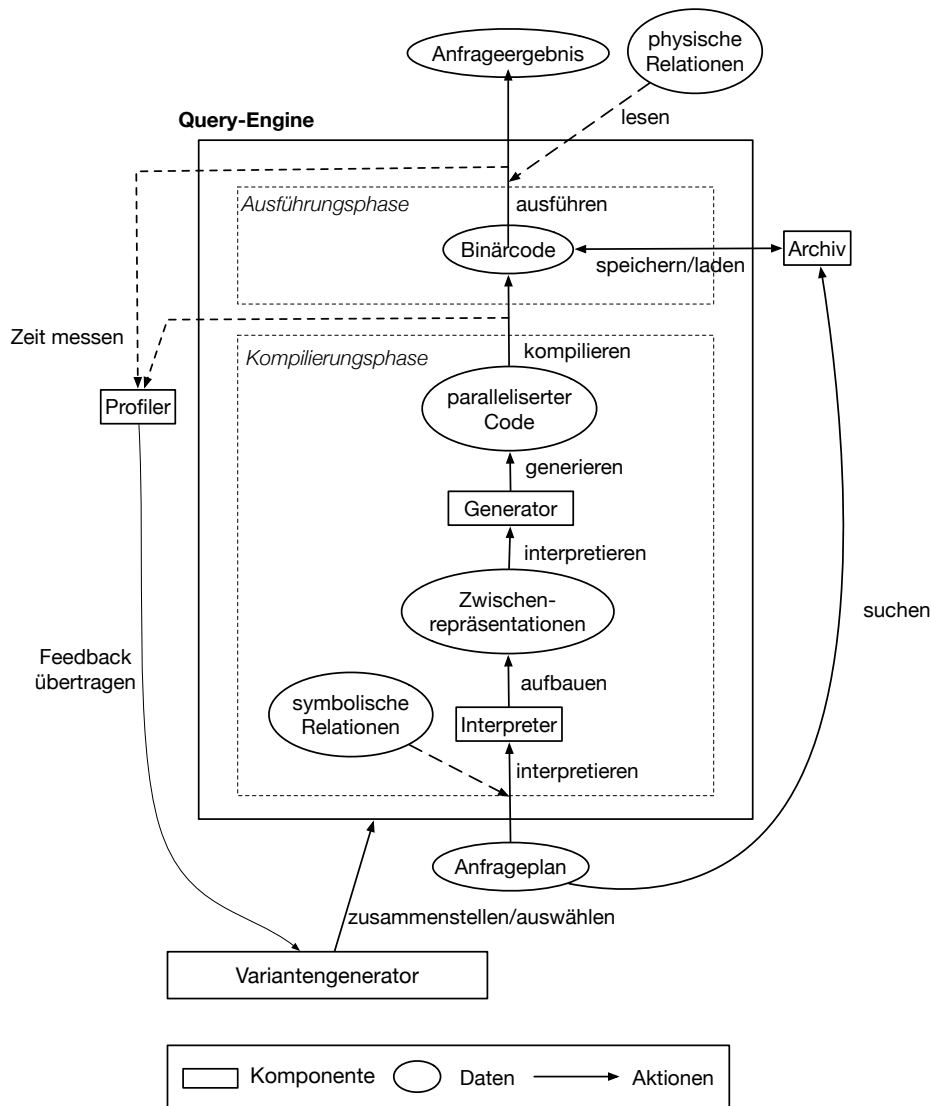 Anfrageergebnis
physische
Relationen
lesen
Query-Engine
Ausführungsphase
ausführen
Binärcode
speichern/laden
Archiv
Zeit messen
Kompilierungsphase
kompilieren
Profiler
paralleliserter
Code
generieren
Generator
interpretieren
Zwischen-
repräsentationen
suchen
Feedback
übertragen
aufbauen
symbolische
Relationen
Interpreter
interpretieren
Anfrageplan
zusammenstellen/auswählen
Variantengenerator
Komponente
Daten
Aktionen